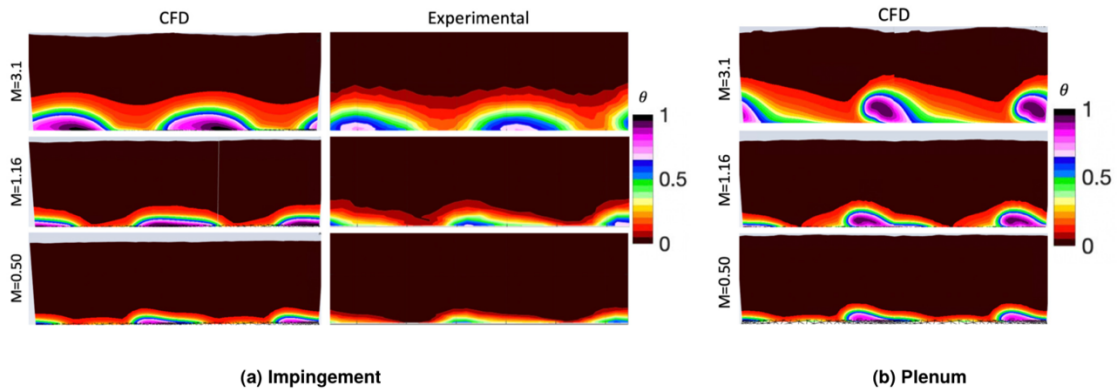 CFD
Experimental
CFD
M=3.1
M=1.16
M=0.50
θ
1
0.5
0
M=3.1
M=1.16
M=0.50
θ
1
0.5
0
(a) Impingement
(b) Plenum